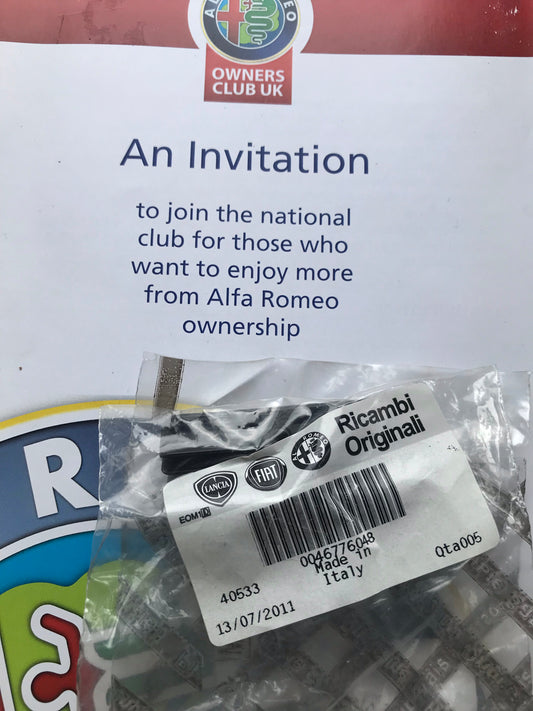 OWNERS
CLUB UK
An Invitation
to join the national
club for those who
want to enjoy more
from Alfa Romeo
ownership
R
Ricambi
Originali
LANCIA
FIAT
EOM1
0046776048
Made in
Italy
40533
Qta005
13/07/2011